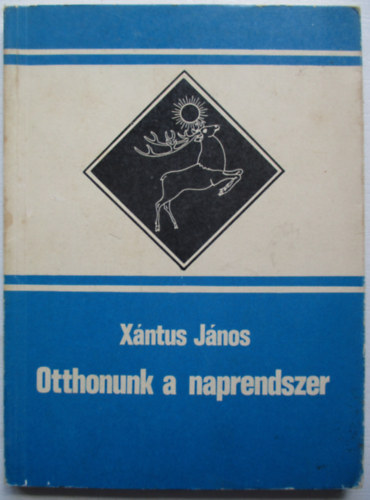 Xántus János
Otthonunk a naprendszer